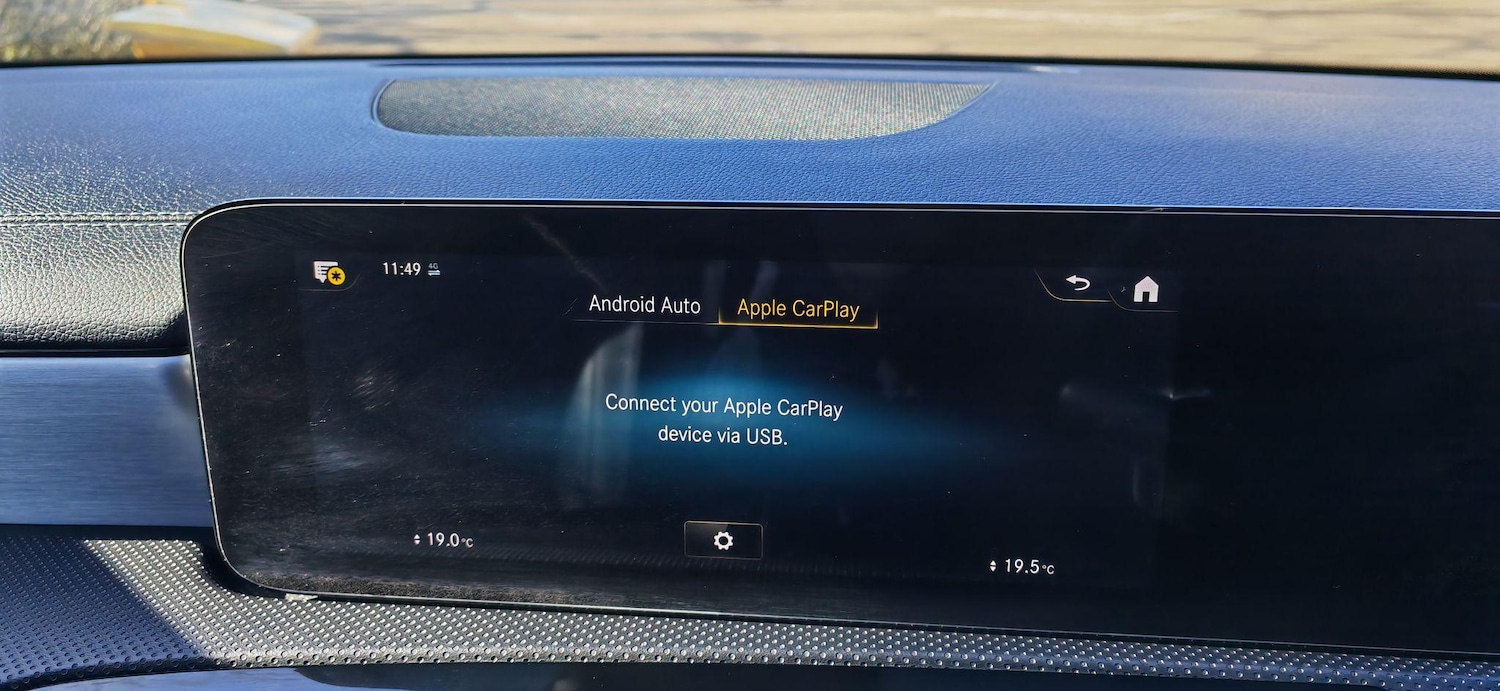 11:49 4G
Android Auto
Apple CarPlay
Connect your Apple CarPlay
device via USB.
19.0°C
19.5°C